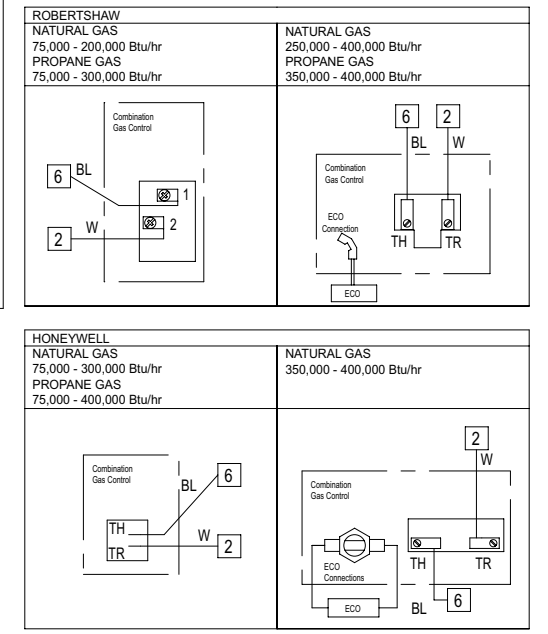 ROBERTSHAW
NATURAL GAS
75,000 - 200,000 Btu/hr
PROPANE GAS
75,000 - 300,000 Btu/hr
NATURAL GAS
250,000 - 400,000 Btu/hr
PROPANE GAS
350,000 - 400,000 Btu/hr
Combination
Gas Control
6 BL
1
2
W
2
6 2
BL W
Combination
Gas Control
ECO
Connection
TH TR
ECO
HONEYWELL
NATURAL GAS
75,000 - 300,000 Btu/hr
PROPANE GAS
75,000 - 400,000 Btu/hr
NATURAL GAS
350,000 - 400,000 Btu/hr
Combination
Gas Control
BL 6
TH
TR
W 2
2
W
Combination
Gas Control
ECO
Connections
TH TR
ECO
BL 6